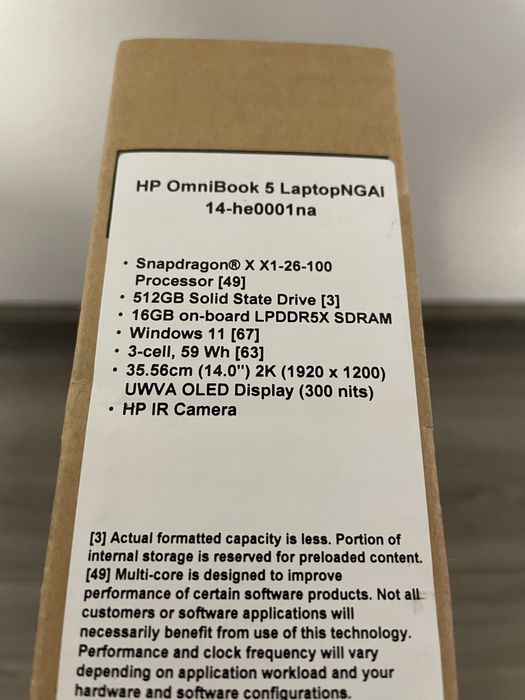 HP OmniBook 5 LaptopNGAI
14-he0001na
• Snapdragon® X X1-26-100
Processor [49]
• 512GB Solid State Drive [3]
• 16GB on-board LPDDR5X SDRAM
• Windows 11 [67]
• 3-cell, 59 Wh [63]
• 35.56cm (14.0") 2K (1920 x 1200)
UWVA OLED Display (300 nits)
• HP IR Camera
[3] Actual formatted capacity is less. Portion of
internal storage is reserved for preloaded content.
[49] Multi-core is designed to improve
performance of certain software products. Not all
customers or software applications will
necessarily benefit from use of this technology.
Performance and clock frequency will vary
depending on application workload and your
hardware and software configurations.